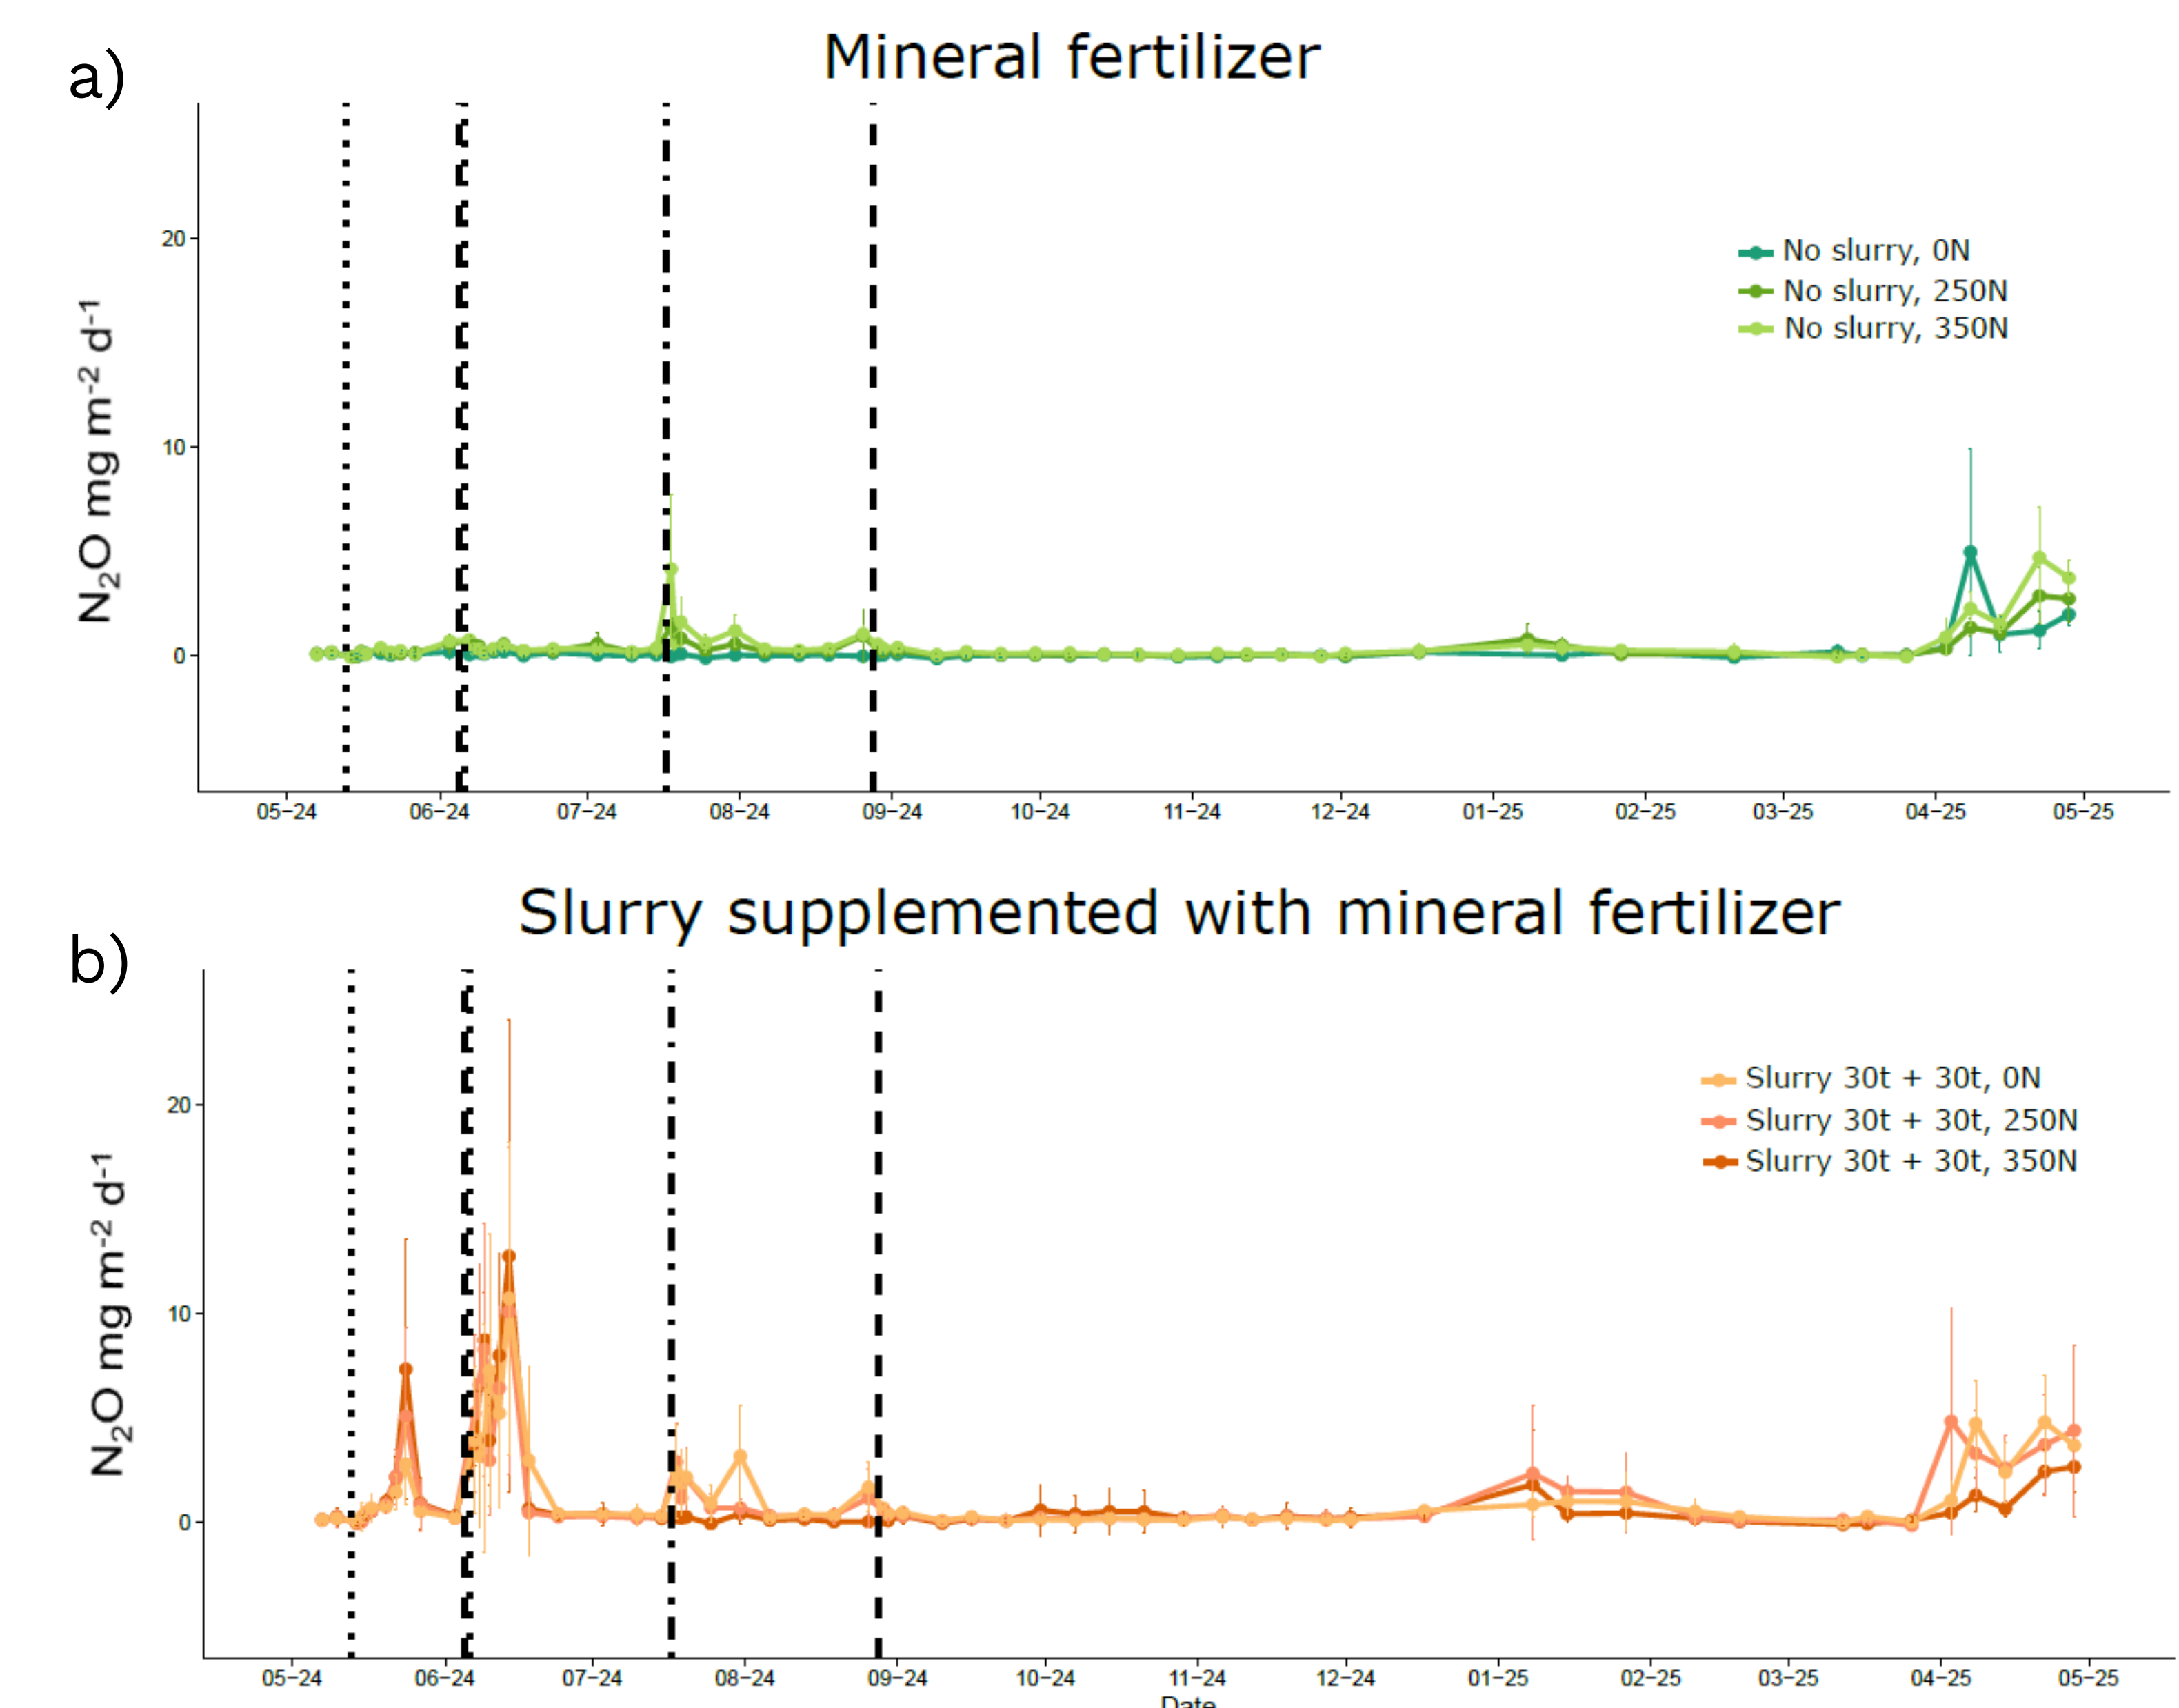 a)
Mineral fertilizer
N₂O mg m⁻² d⁻¹
20
10
0
No slurry, 0N
No slurry, 250N
No slurry, 350N
05−24 06−24 07−24 08−24 09−24 10−24 11−24 12−24 01−25 02−25 03−25 04−25 05−25
b)
Slurry supplemented with mineral fertilizer
N₂O mg m⁻² d⁻¹
20
10
0
Slurry 30t + 30t, 0N
Slurry 30t + 30t, 250N
Slurry 30t + 30t, 350N
05−24 06−24 07−24 08−24 09−24 10−24 11−24 12−24 01−25 02−25 03−25 04−25 05−25
Date